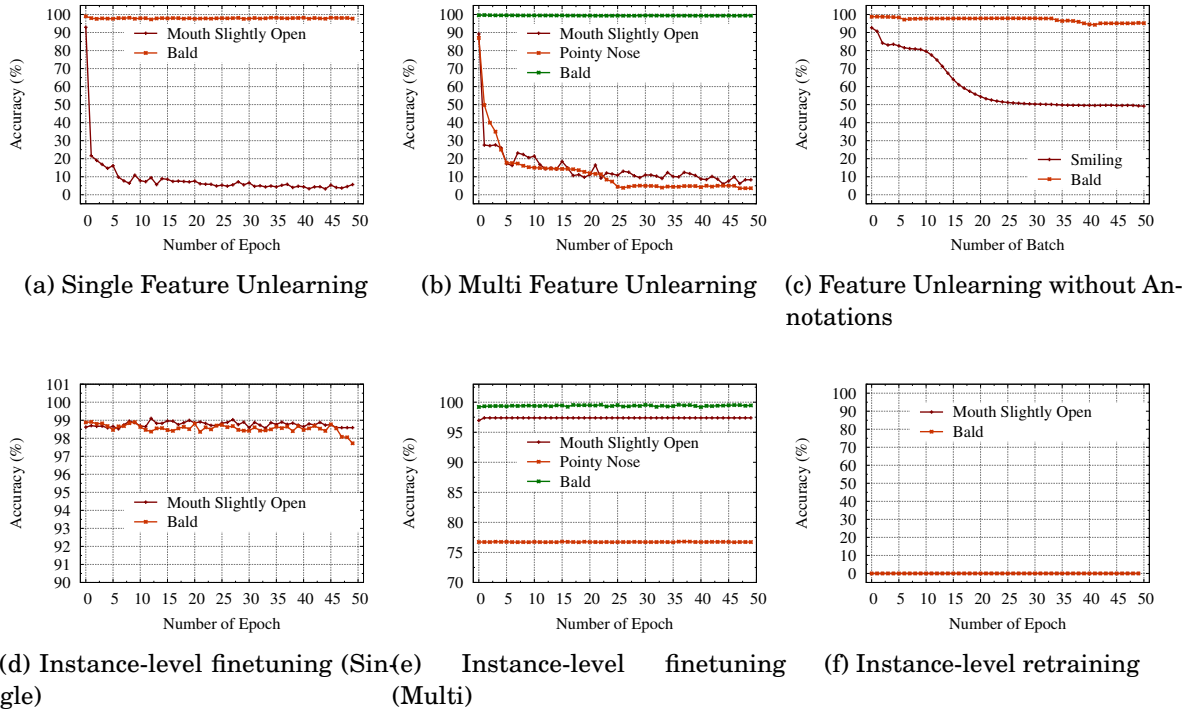 100
90
80
70
60
50
40
30
20
10
0
Accuracy (%)
Mouth Slightly Open
Bald
0 5 10 15 20 25 30 35 40 45 50
Number of Epoch
(a) Single Feature Unlearning
100
90
80
70
60
50
40
30
20
10
0
Accuracy (%)
Mouth Slightly Open
Pointy Nose
Bald
0 5 10 15 20 25 30 35 40 45 50
Number of Epoch
(b) Multi Feature Unlearning
100
90
80
70
60
50
40
30
20
10
0
Accuracy (%)
Smiling
Bald
0 5 10 15 20 25 30 35 40 45 50
Number of Batch
(c) Feature Unlearning without An-
notations
101
100
99
98
97
96
95
94
93
92
91
90
Accuracy (%)
Mouth Slightly Open
Bald
0 5 10 15 20 25 30 35 40 45 50
Number of Epoch
(d) Instance-level finetuning (Sin-
gle)
100
95
90
85
80
75
70
Accuracy (%)
Mouth Slightly Open
Pointy Nose
Bald
0 5 10 15 20 25 30 35 40 45 50
Number of Epoch
(e) Instance-level finetuning
(Multi)
100
90
80
70
60
50
40
30
20
10
0
Accuracy (%)
Mouth Slightly Open
Bald
0 5 10 15 20 25 30 35 40 45 50
Number of Epoch
(f) Instance-level retraining